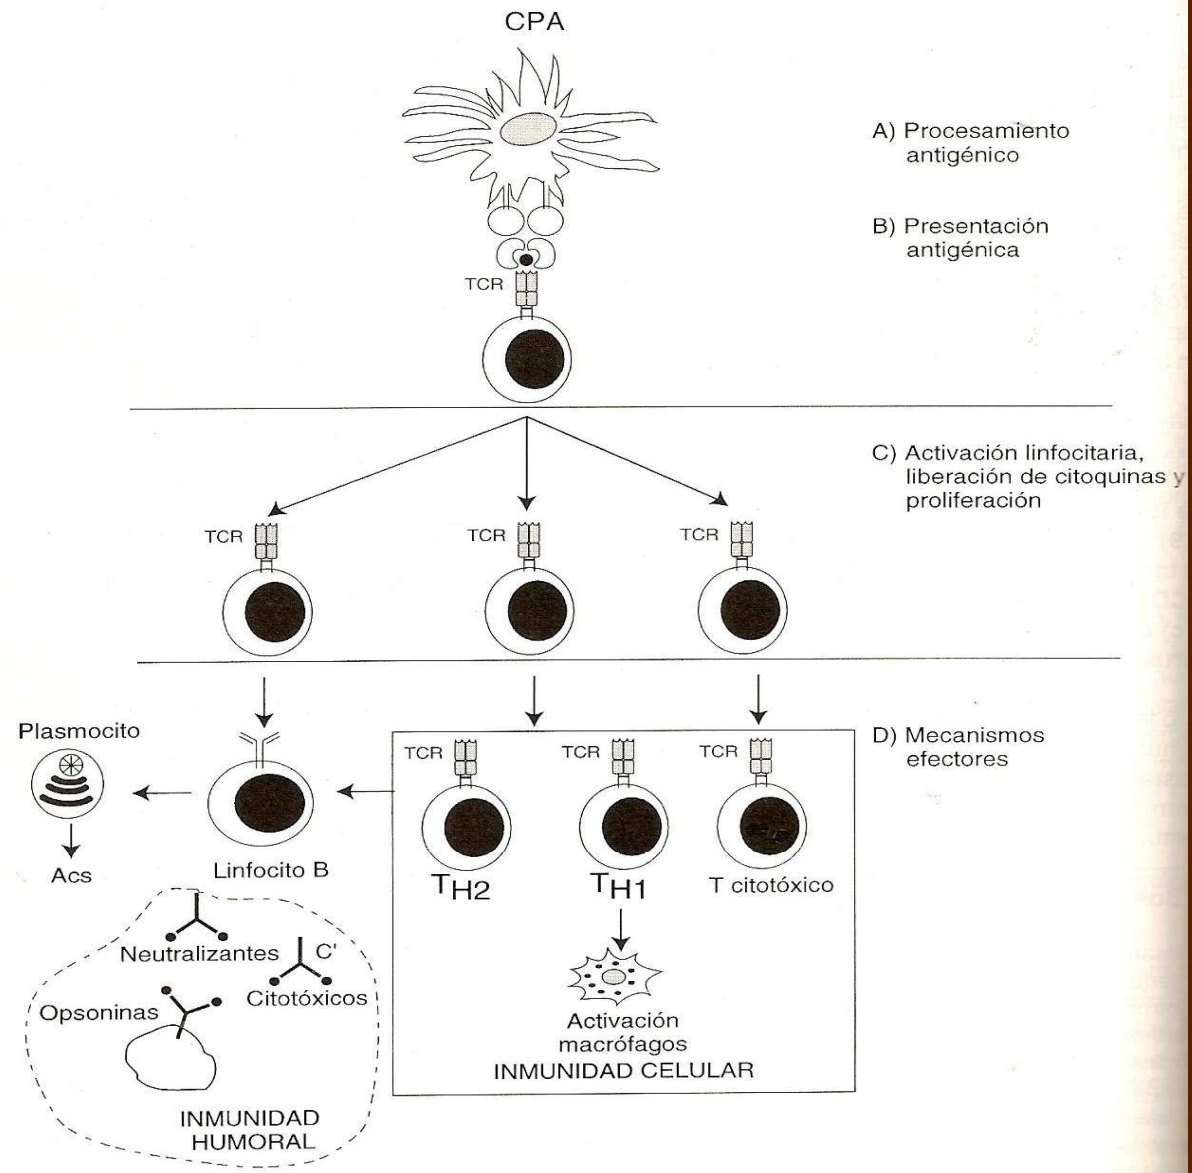 CPA
A) Procesamiento
antigénico
B) Presentación
antigénica
TCR
C) Activación linfocitaria,
liberación de citoquinas y
proliferación
TCR
TCR
TCR
Plasmocito
TCR
TCR
TCR
D) Mecanismos
efectores
Acs
Linfocito B
TH2
TH1
T citotóxico
Neutralizantes
C'
Citotóxicos
Opsoninas
Activación
macrófagos
INMUNIDAD CELULAR
INMUNIDAD
HUMORAL